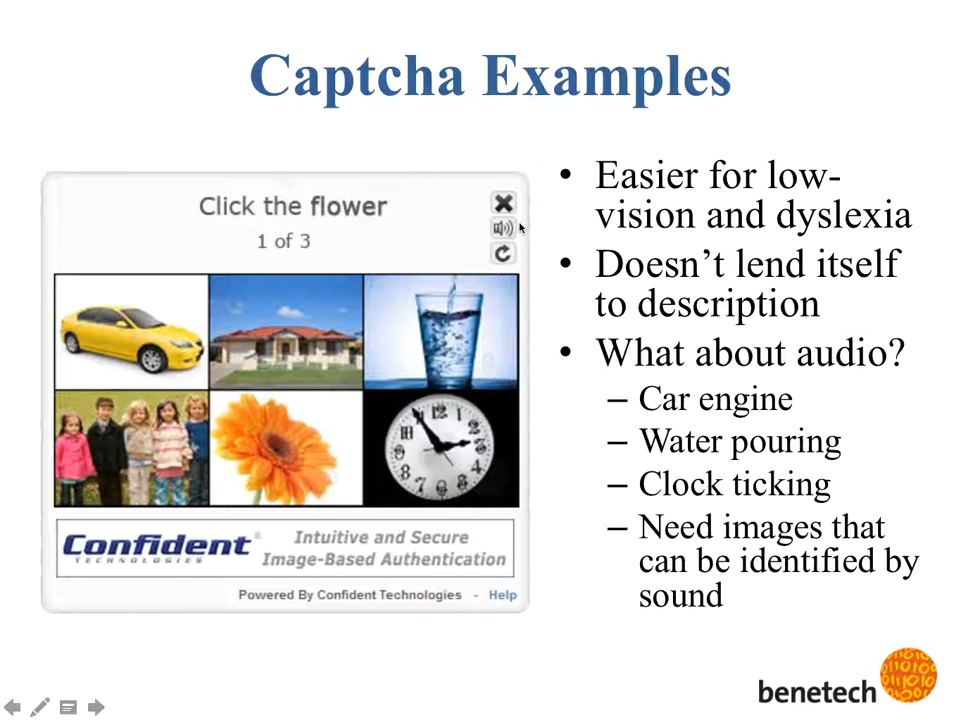 Captcha Examples
Click the flower
1 of 3
Confident®
TECHNOLOGIES
Intuitive and Secure
Image-Based Authentication
Powered By Confident Technologies - Help
• Easier for low-
vision and dyslexia
• Doesn’t lend itself
to description
• What about audio?
– Car engine
– Water pouring
– Clock ticking
– Need images that
can be identified by
sound
benetech